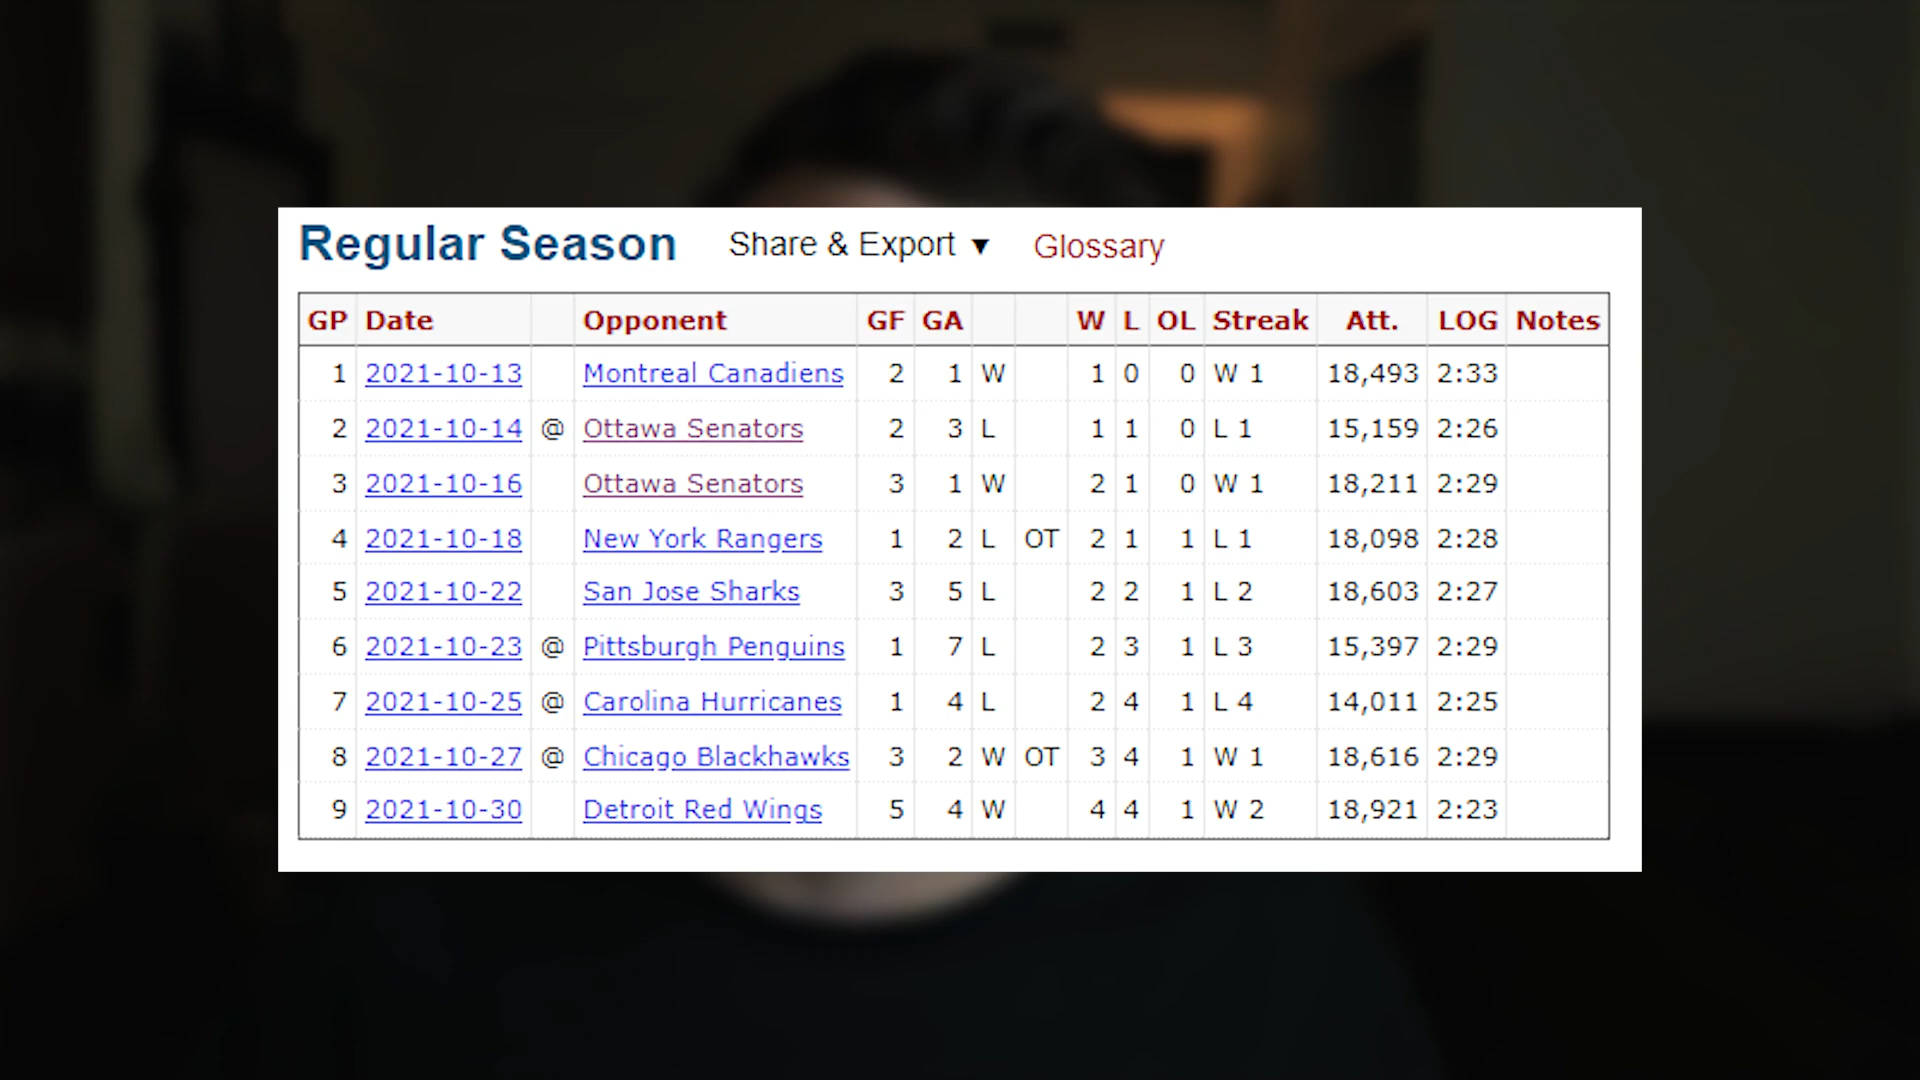 Regular Season Share & Export ▼ Glossary
GP Date Opponent GF GA W L OL Streak Att. LOG Notes
1 2021-10-13 Montreal Canadiens 2 1 W 1 0 0 W 1 18,493 2:33
2 2021-10-14 @ Ottawa Senators 2 3 L 1 1 0 L 1 15,159 2:26
3 2021-10-16 Ottawa Senators 3 1 W 2 1 0 W 1 18,211 2:29
4 2021-10-18 New York Rangers 1 2 L OT 2 1 1 L 1 18,098 2:28
5 2021-10-22 San Jose Sharks 3 5 L 2 2 1 L 2 18,603 2:27
6 2021-10-23 @ Pittsburgh Penguins 1 7 L 2 3 1 L 3 15,397 2:29
7 2021-10-25 @ Carolina Hurricanes 1 4 L 2 4 1 L 4 14,011 2:25
8 2021-10-27 @ Chicago Blackhawks 3 2 W OT 3 4 1 W 1 18,616 2:29
9 2021-10-30 Detroit Red Wings 5 4 W 4 4 1 W 2 18,921 2:23